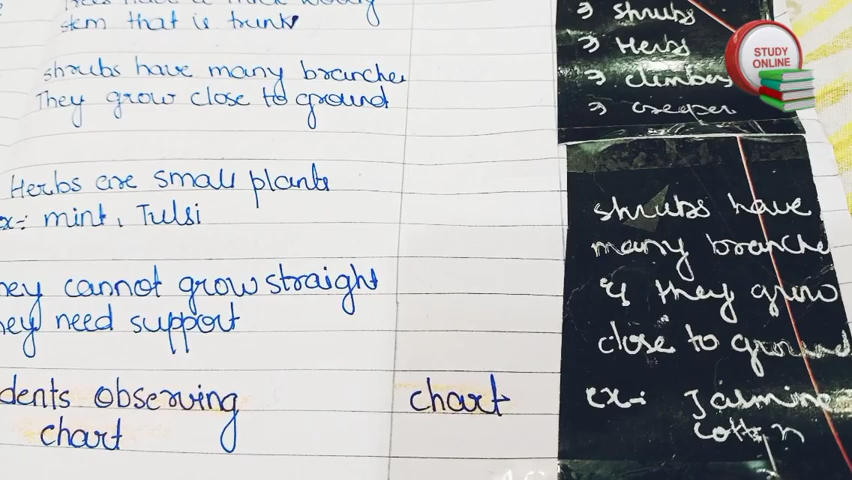 stem that is trunk
shrubs have many branche
They grow close to ground
Herbs are small plants
ex:- mint, Tulsi
hey cannot grow straight
hey need support
dents observing
chart
chart
→ shrubs
→ Herbs
→ climbers
→ creeper
shrubs have
many branche
& they grow
close to ground
ex:- Jasmine
cotton
STUDY
ONLINE